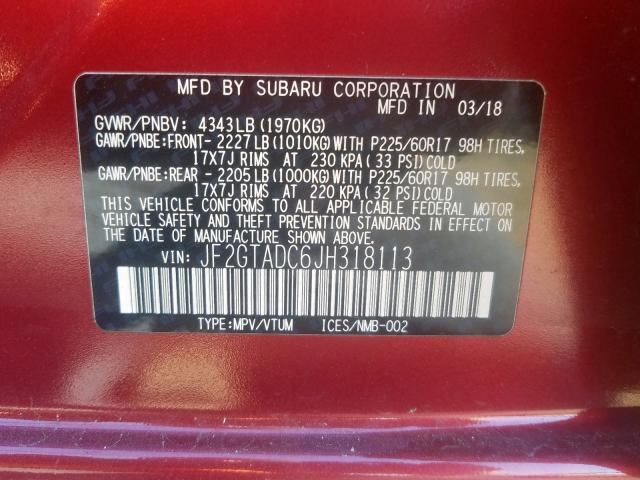 MFD BY SUBARU CORPORATION
MFD IN 03/18
GVWR/PNBV: 4343LB(1970KG)
GAWR/PNBE:FRONT- 2227LB(1010KG)WITH P225/60R17 98H TIRES,
17X7J RIMS AT 230 KPA( 33 PSI)COLD
GAWR/PNBE:REAR - 2205LB(1000KG)WITH P225/60R17 98H TIRES,
17X7J RIMS AT 220 KPA( 32 PSI)COLD
THIS VEHICLE CONFORMS TO ALL APPLICABLE FEDERAL MOTOR
VEHICLE SAFETY AND THEFT PREVENTION STANDARDS IN EFFECT
ON THE DATE OF MANUFACTURE SHOWN ABOVE.
VIN: JF2GTADC6JH318113
TYPE:MPV/VTUM ICES/NMB-002